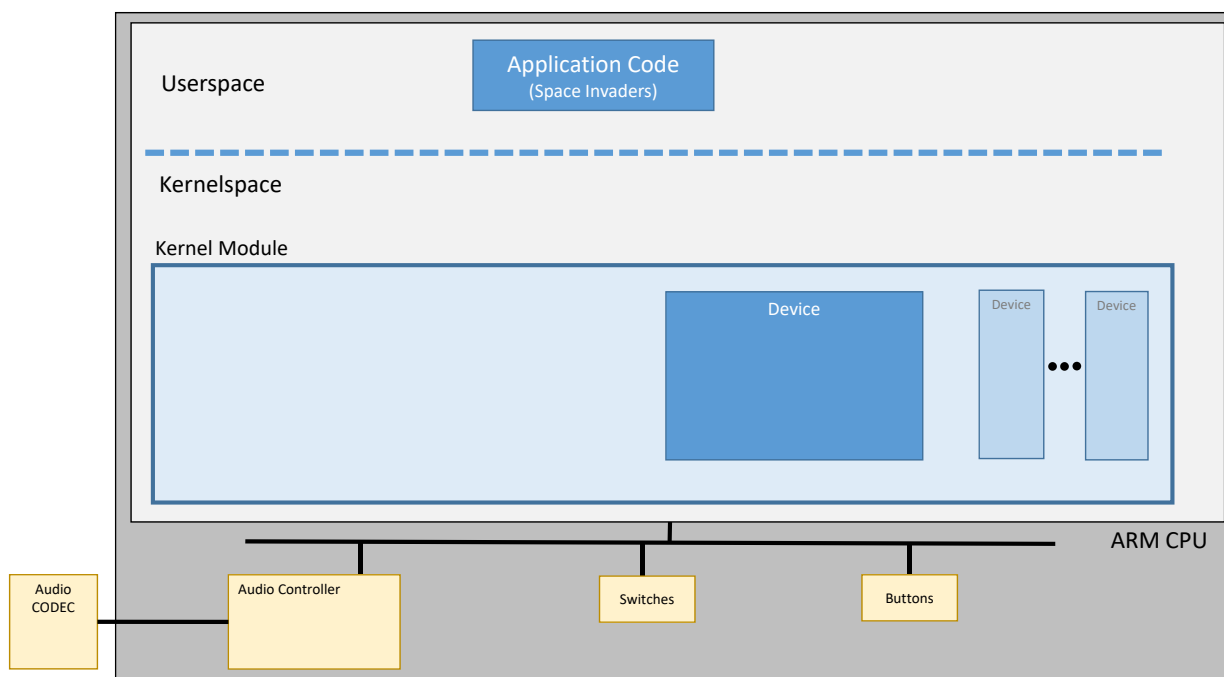 Application Code
(Space Invaders)
Userspace
Kernelspace
Kernel Module
Device
Device
Device
ARM CPU
Audio
CODEC
Audio Controller
Switches
Buttons